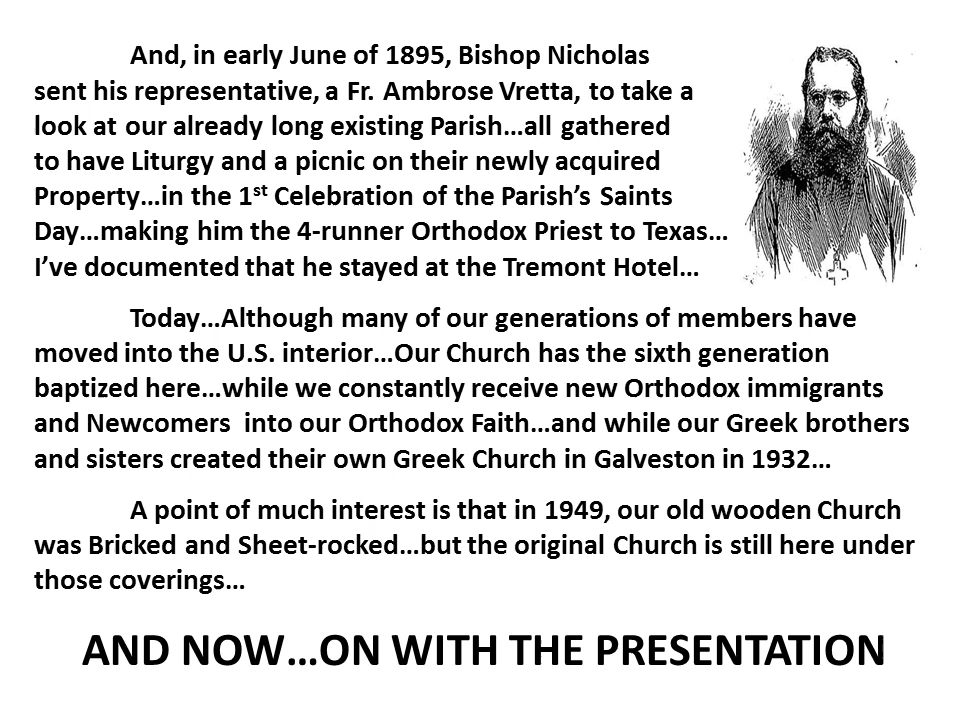 And, in early June of 1895, Bishop Nicholas
sent his representative, a Fr. Ambrose Vretta, to take a
look at our already long existing Parish...all gathered
to have Liturgy and a picnic on their newly acquired
Property...in the 1st Celebration of the Parish’s Saints
Day...making him the 4-runner Orthodox Priest to Texas...
I’ve documented that he stayed at the Tremont Hotel...
Today...Although many of our generations of members have
moved into the U.S. interior...Our Church has the sixth generation
baptized here...while we constantly receive new Orthodox immigrants
and Newcomers  into our Orthodox Faith...and while our Greek brothers
and sisters created their own Greek Church in Galveston in 1932...
A point of much interest is that in 1949, our old wooden Church
was Bricked and Sheet-rocked...but the original Church is still here under
those coverings...
AND NOW...ON WITH THE PRESENTATION